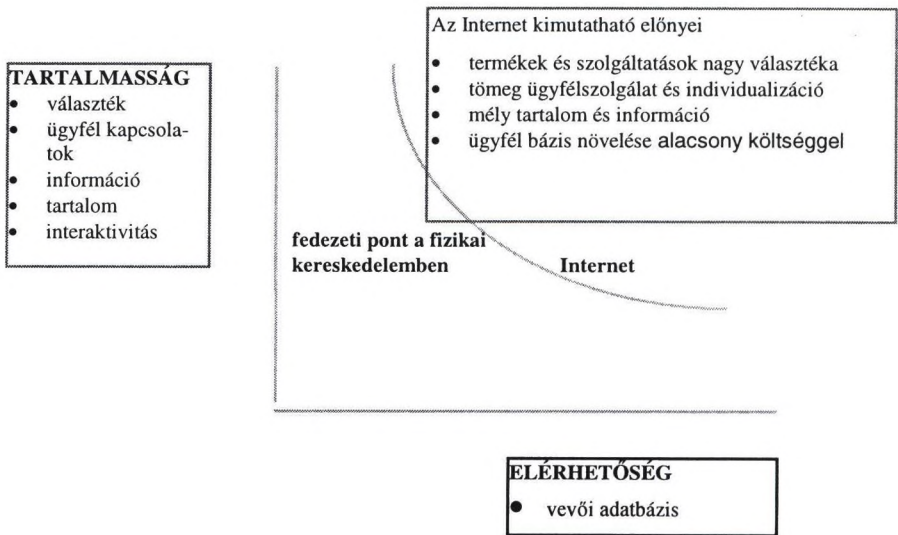 Az Internet kimutatható előnyei
• termékek és szolgáltatások nagy választéka
• tömeg ügyfélszolgálat és individualizáció
• mély tartalom és információ
• ügyfél bázis növelése alacsony költséggel
TARTALMASSÁG
• választék
• ügyfél kapcsola-
tok
• információ
• tartalom
• interaktivitás
fedezeti pont a fizikai
kereskedelemben
Internet
ELÉRHETŐSÉG
• vevői adatbázis